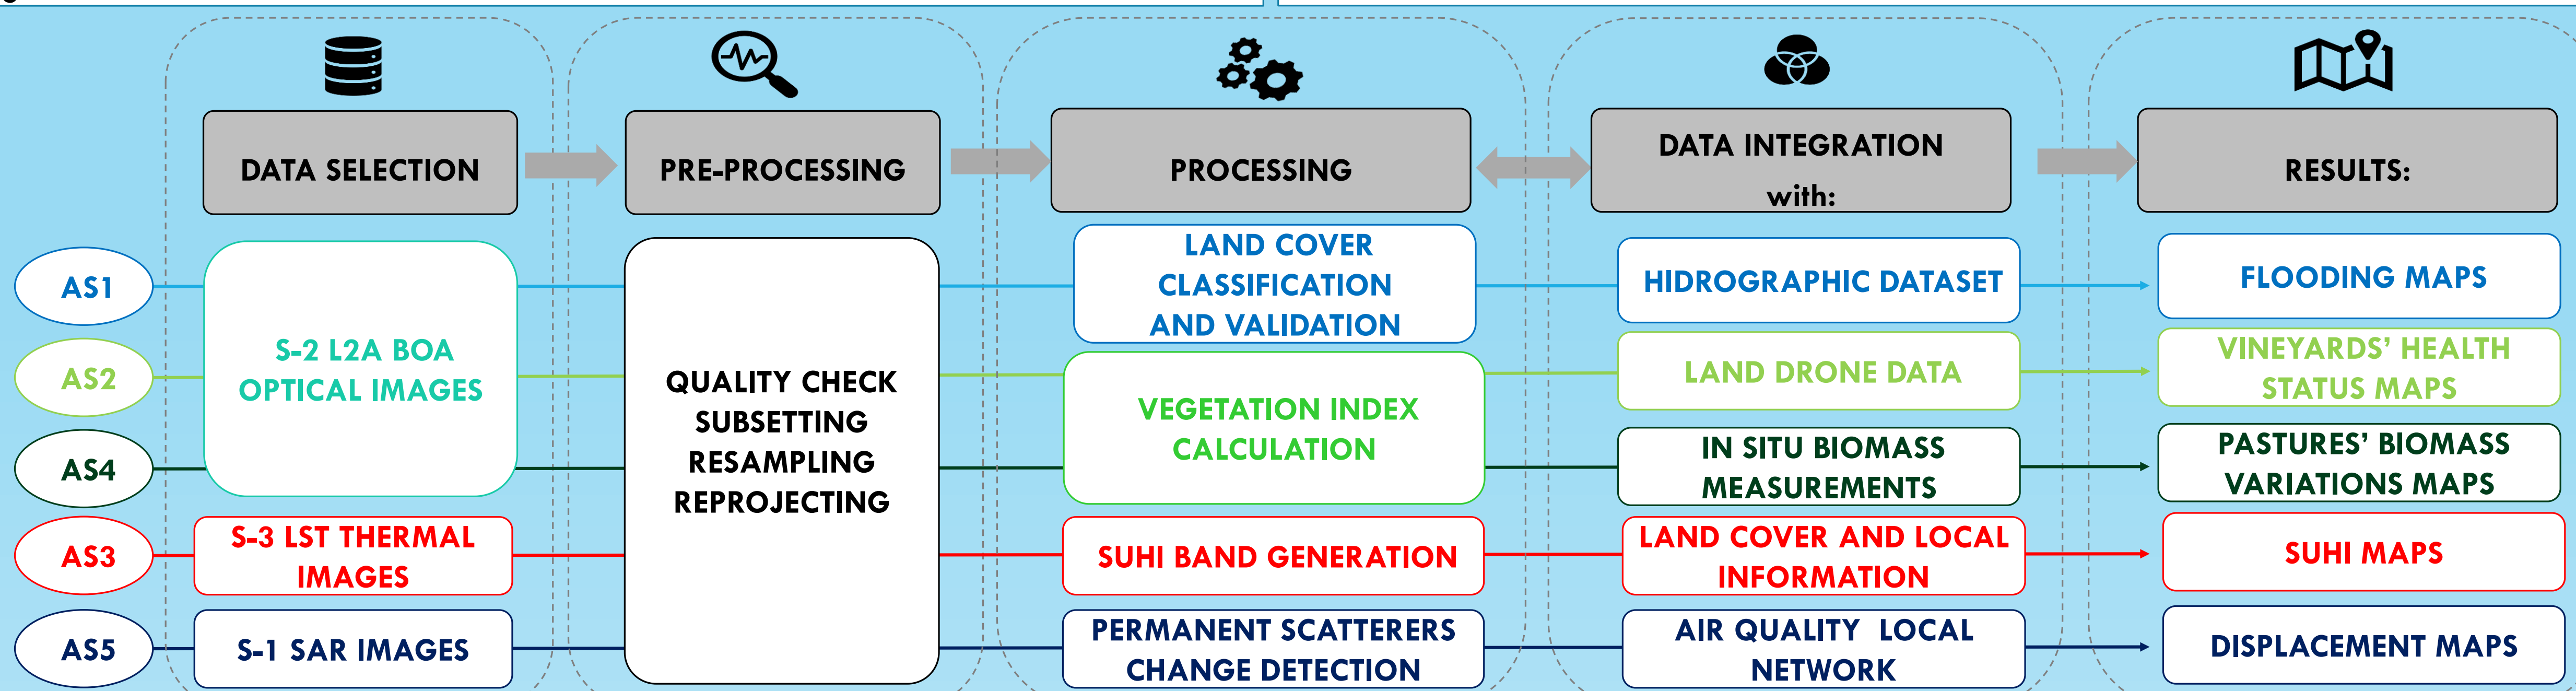 DATA SELECTION
PRE-PROCESSING
PROCESSING
DATA INTEGRATION
with:
RESULTS:
AS1
AS2
AS4
AS3
AS5
S-2 L2A BOA
OPTICAL IMAGES
S-3 LST THERMAL
IMAGES
S-1 SAR IMAGES
QUALITY CHECK
SUBSETTING
RESAMPLING
REPROJECTING
LAND COVER
CLASSIFICATION
AND VALIDATION
VEGETATION INDEX
CALCULATION
SUHI BAND GENERATION
PERMANENT SCATTERERS
CHANGE DETECTION
HIDROGRAPHIC DATASET
LAND DRONE DATA
IN SITU BIOMASS
MEASUREMENTS
LAND COVER AND LOCAL
INFORMATION
AIR QUALITY LOCAL
NETWORK
FLOODING MAPS
VINEYARDS’ HEALTH
STATUS MAPS
PASTURES’ BIOMASS
VARIATIONS MAPS
SUHI MAPS
DISPLACEMENT MAPS